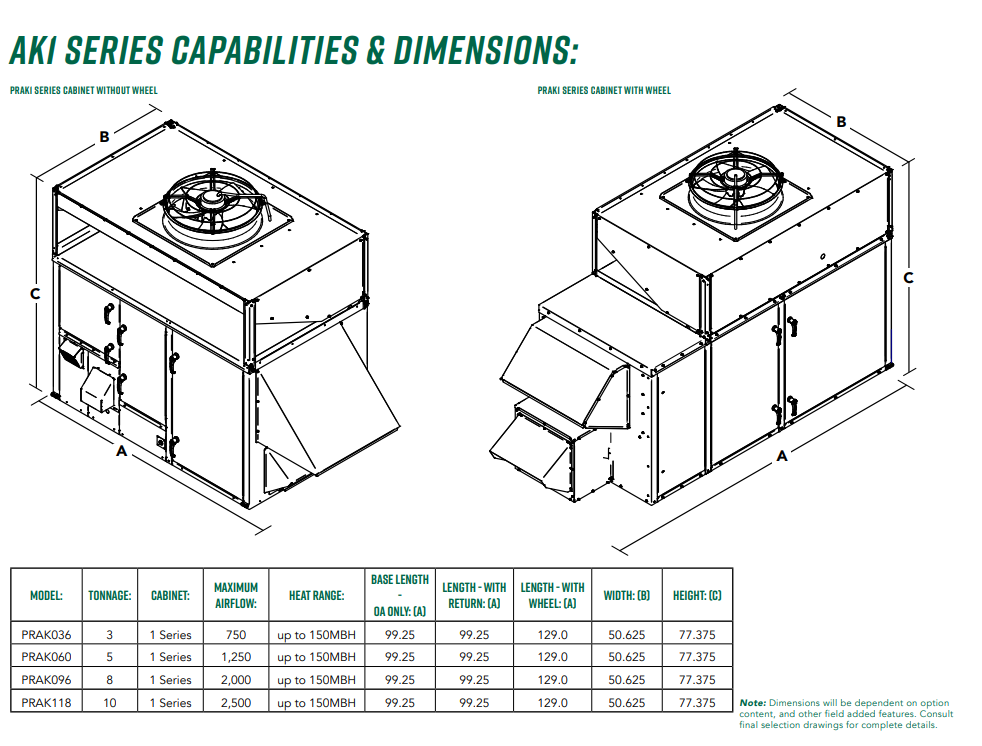 AK1 SERIES CAPABILITIES & DIMENSIONS:
PRAK1 SERIES CABINET WITHOUT WHEEL
PRAK1 SERIES CABINET WITH WHEEL
B
C
A
B
C
A
MODEL: TONNAGE: CABINET: MAXIMUM AIRFLOW: HEAT RANGE: BASE LENGTH - OA ONLY: (A) LENGTH - WITH RETURN: (A) LENGTH - WITH WHEEL: (A) WIDTH: (B) HEIGHT: (C)
PRAK036 3 1 Series 750 up to 150MBH 99.25 99.25 129.0 50.625 77.375
PRAK060 5 1 Series 1,250 up to 150MBH 99.25 99.25 129.0 50.625 77.375
PRAK096 8 1 Series 2,000 up to 150MBH 99.25 99.25 129.0 50.625 77.375
PRAK118 10 1 Series 2,500 up to 150MBH 99.25 99.25 129.0 50.625 77.375
Note: Dimensions will be dependent on option
content, and other field added features. Consult
final selection drawings for complete details.